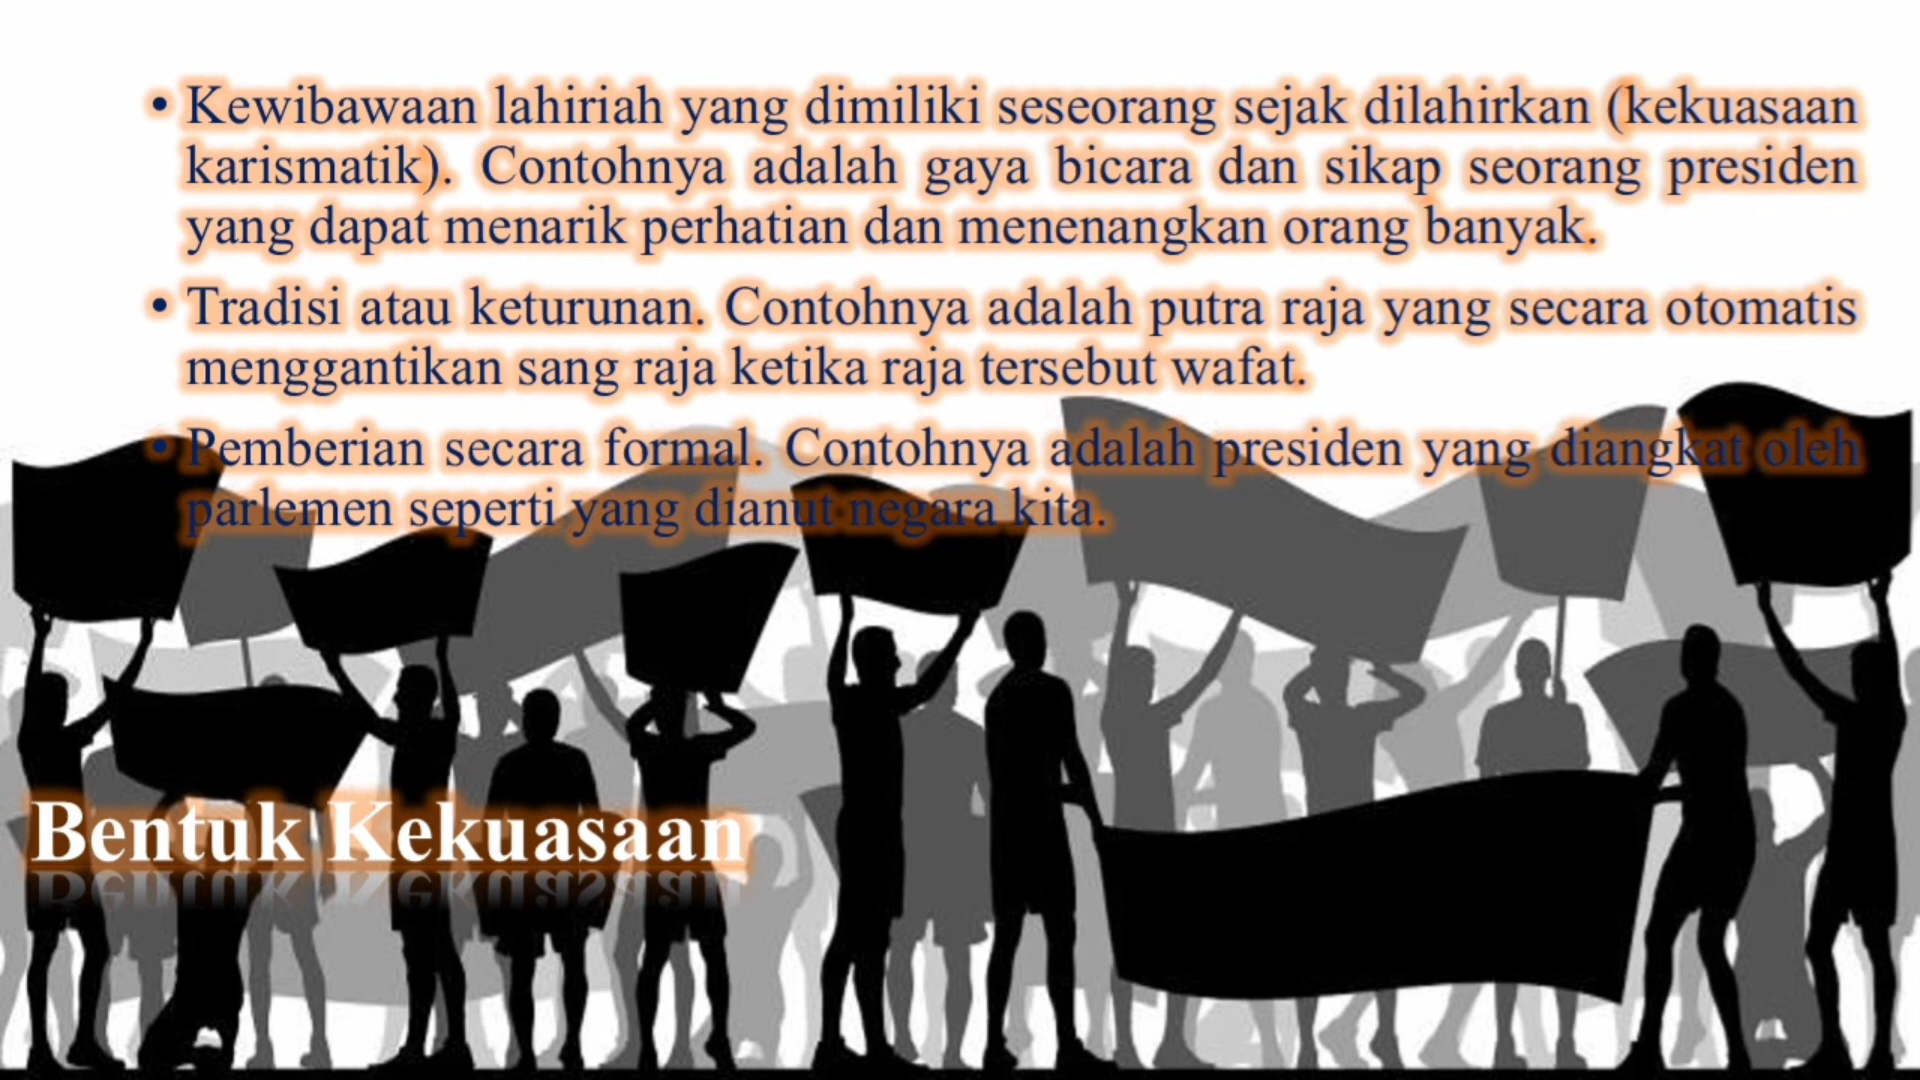 • Kewibawaan lahiriah yang dimiliki seseorang sejak dilahirkan (kekuasaan
karismatik). Contohnya adalah gaya bicara dan sikap seorang presiden
yang dapat menarik perhatian dan menenangkan orang banyak.
• Tradisi atau keturunan. Contohnya adalah putra raja yang secara otomatis
menggantikan sang raja ketika raja tersebut wafat.
• Pemberian secara formal. Contohnya adalah presiden yang diangkat oleh
parlemen seperti yang dianut negara kita.
Bentuk Kekuasaan